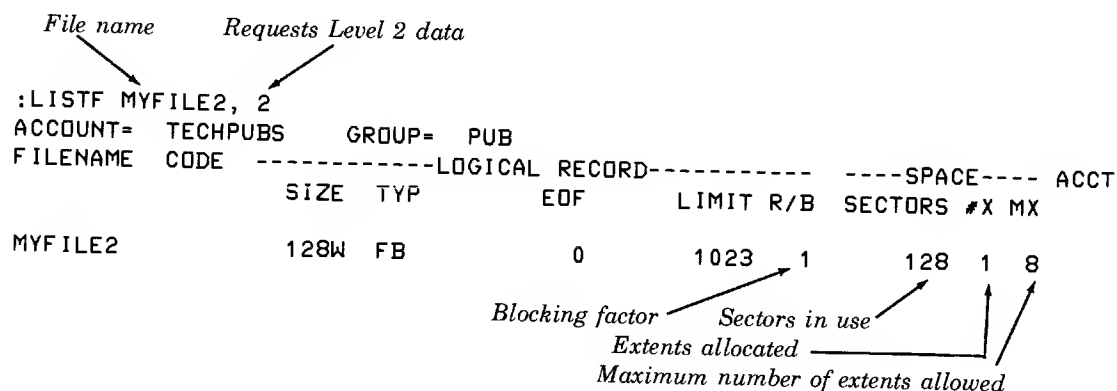 File name Requests Level 2 data
:LISTF MYFILE2, 2
ACCOUNT= TECHPUBS GROUP= PUB
FILENAME CODE ------------LOGICAL RECORD----------- ----SPACE---- ACCT
SIZE TYP EOF LIMIT R/B SECTORS #X MX
MYFILE2 128W FB 0 1023 1 128 1 8
Blocking factor Sectors in use
Extents allocated
Maximum number of extents allowed